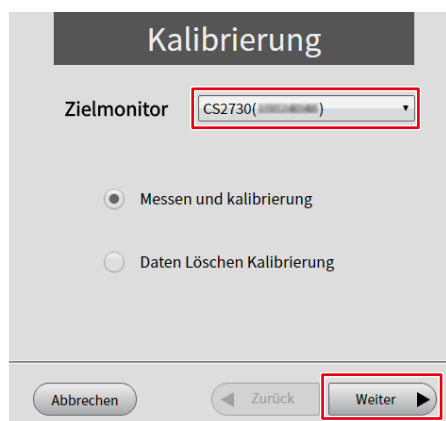 Kalibrierung
Zielmonitor CS2730( )
Messen und kalibrierung
Daten Löschen Kalibrierung
Abbrechen Zurück Weiter